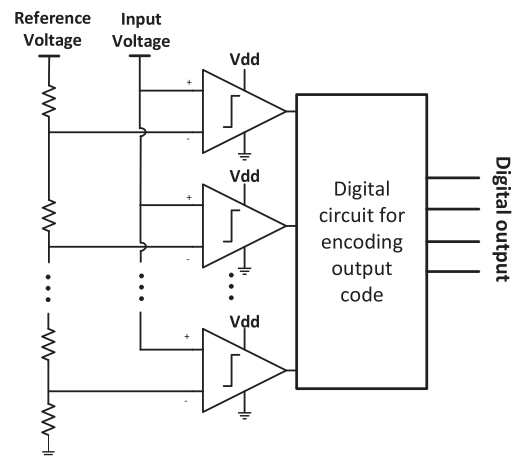 Reference
Voltage
Input
Voltage
Vdd
+
-
Vdd
+
-
Vdd
+
-
Digital
circuit for
encoding
output
code
Digital output